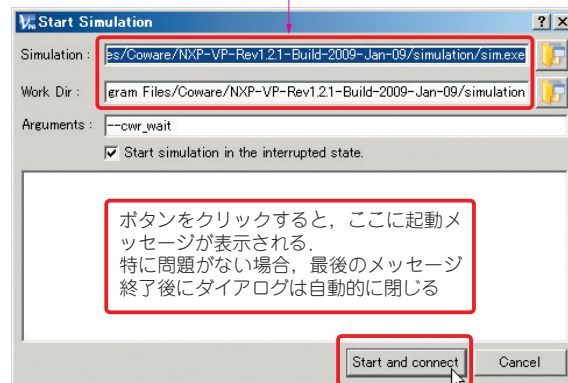 Start Simulation
Simulation : es/Coware/NXP-VP-Rev1.2.1-Build-2009-Jan-09/simulation/sim.exe
Work Dir : gram Files/Coware/NXP-VP-Rev1.2.1-Build-2009-Jan-09/simulation
Arguments : --cwr_wait
Start simulation in the interrupted state.
ボタンをクリックすると，ここに起動メ
ッセージが表示される．
特に問題がない場合，最後のメッセージ
終了後にダイアログは自動的に閉じる
Start and connect Cancel